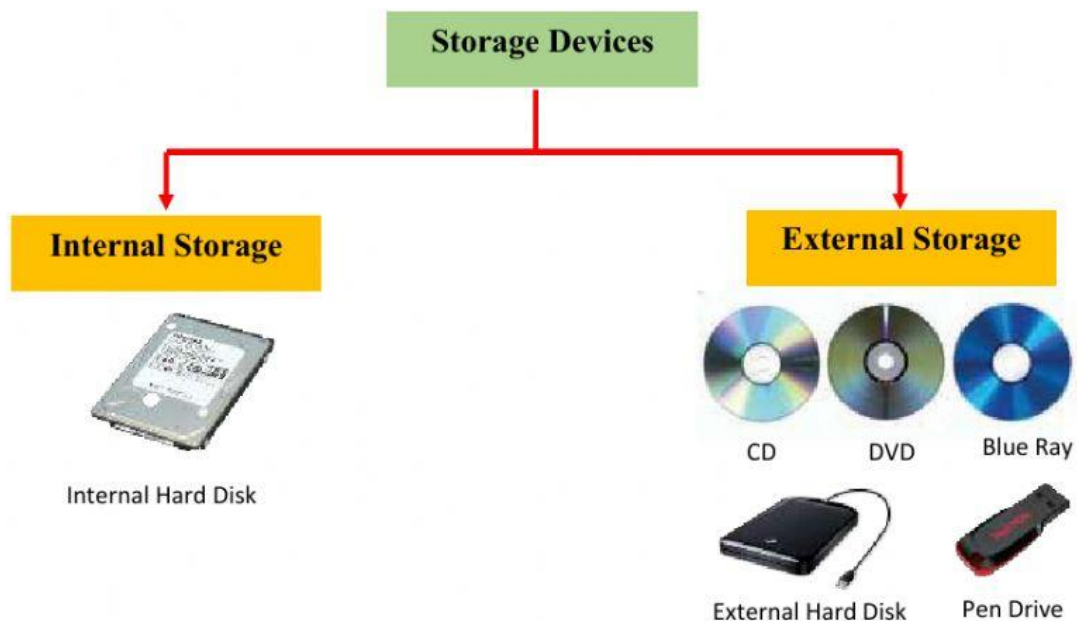 Storage Devices
Internal Storage
External Storage
Internal Hard Disk
CD
DVD
Blue Ray
External Hard Disk
Pen Drive